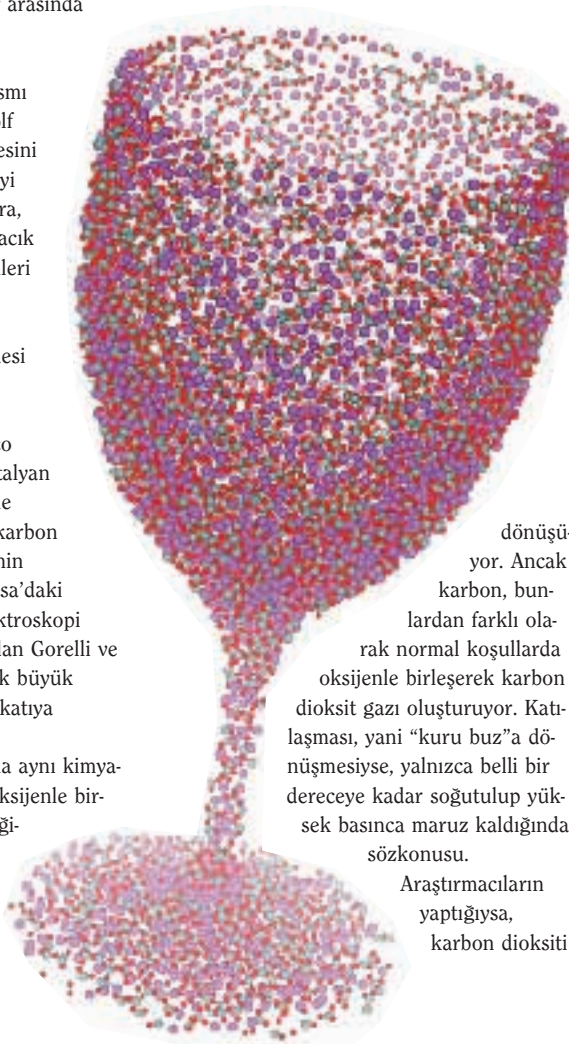 arasında
smı
olf
esini
yi
ra,
acık
leri
esi
o
talyan
e
karbon
nin
sa'daki
ktroskopi
lan Gorelli ve
k büyük
katıya
a aynı kimya-
ksijenle bir-
ği-
dönüşü-
yor. Ancak
karbon, bun-
lardan farklı ola-
rak normal koşullarda
oksijenle birleşerek karbon
dioksit gazı oluşturuyor. Katı-
laşması, yani “kuru buz”a dö-
nüşmesiyse, yalnızca belli bir
dereceye kadar soğutulup yük-
sek basınca maruz kaldığında
sözkonusu.
Araştırmacıların
yaptığıysa,
karbon dioksiti